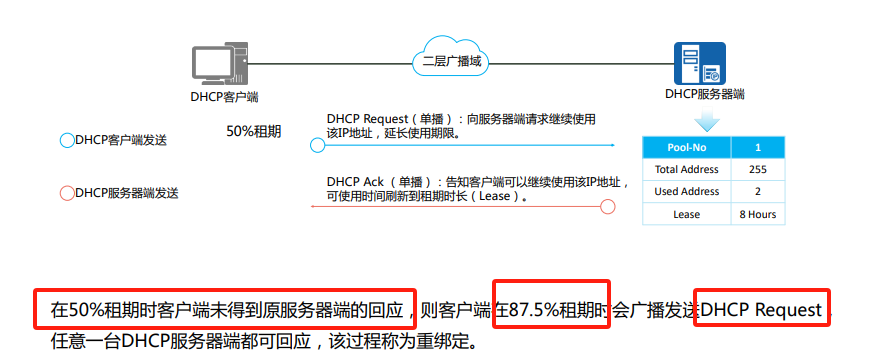 二层广播域
DHCP客户端
DHCP服务器端
DHCP客户端发送
50%租期
DHCP Request（单播）：向服务器端请求继续使用
该IP地址，延长使用期限。
DHCP服务器端发送
DHCP Ack （单播）：告知客户端可以继续使用该IP地址，
可使用时间刷新到租期时长（Lease）。
Pool-No 1
Total Address 255
Used Address 2
Lease 8 Hours
在50%租期时客户端未得到原服务器端的回应，则客户端在87.5%租期时会广播发送DHCP Request，
任意一台DHCP服务器端都可回应，该过程称为重绑定。